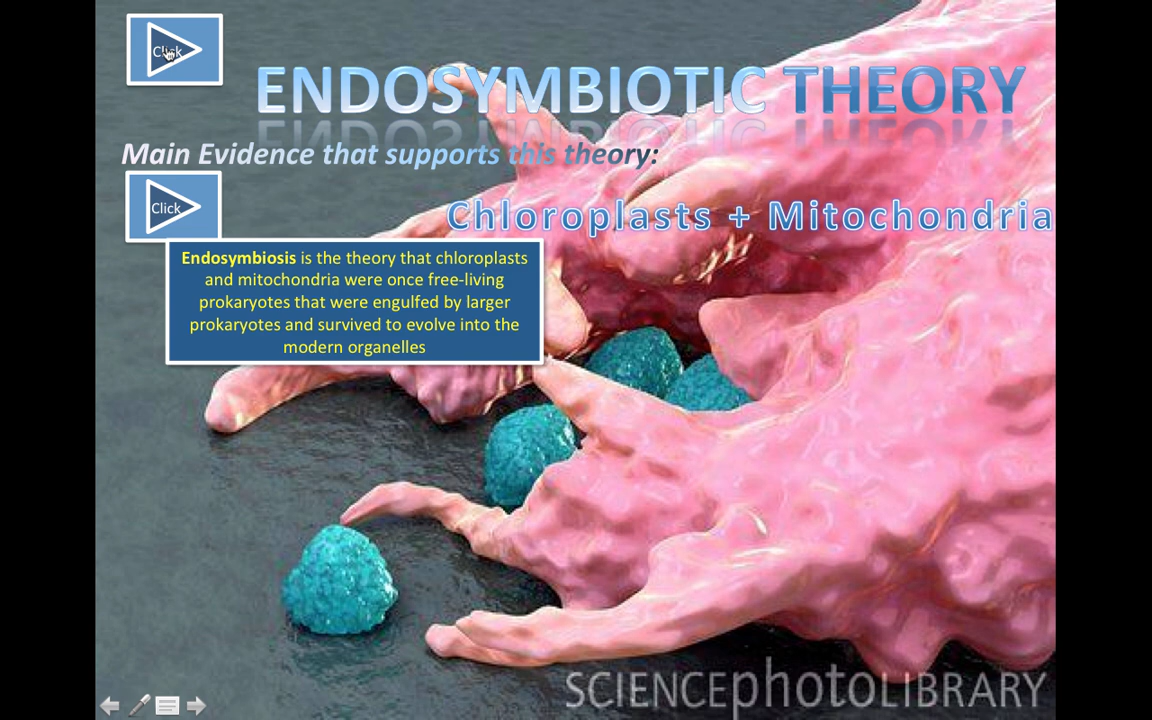 Click
ENDOSYMBIOTIC THEORY
Main Evidence that supports this theory:
Click
Chloroplasts + Mitochondria
Endosymbiosis is the theory that chloroplasts
and mitochondria were once free-living
prokaryotes that were engulfed by larger
prokaryotes and survived to evolve into the
modern organelles
SCIENCEphotoLIBRARY